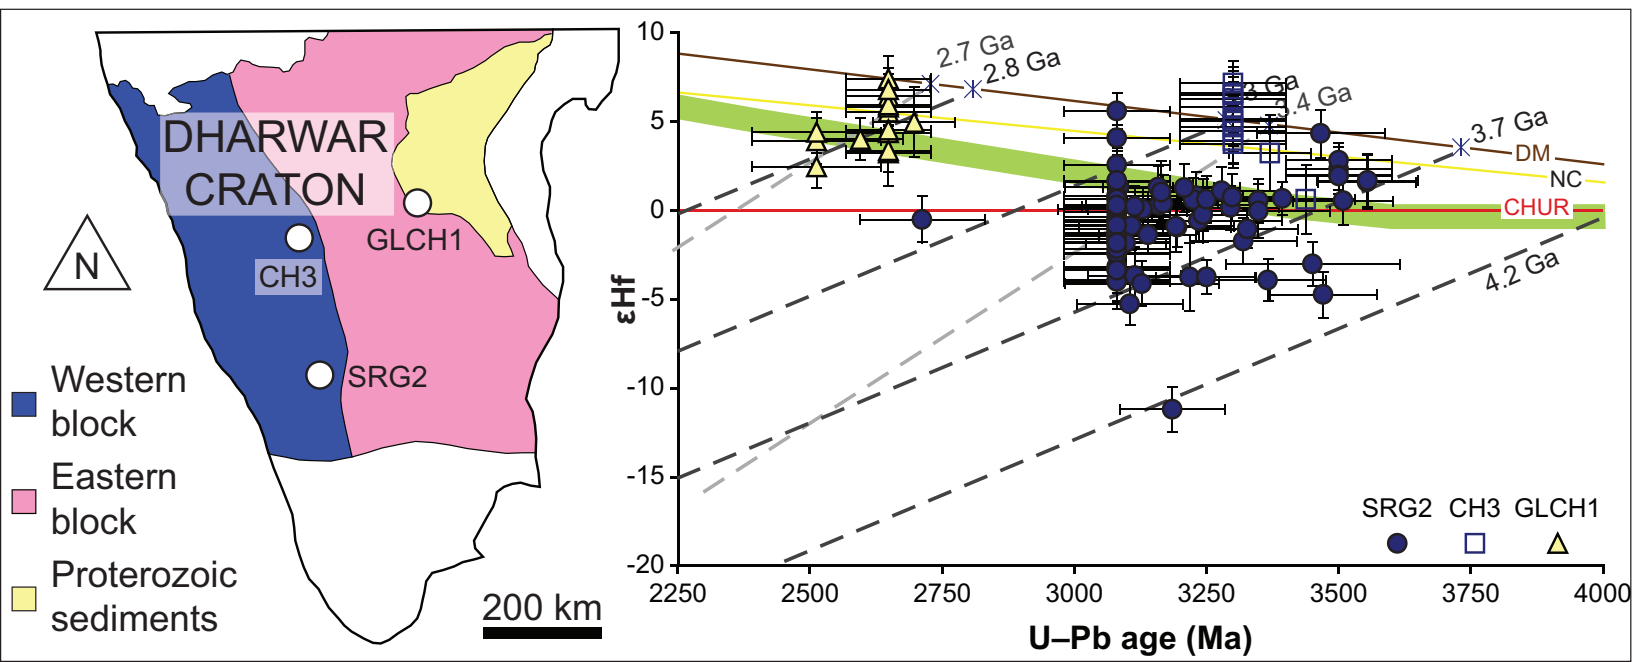 DHARWAR
CRATON
GLCH1
CH3
SRG2
N
Western
block
Eastern
block
Proterozoic
sediments
200 km
10
5
0
-5
-10
-15
-20
εHf
2250
2500
2750
3000
3250
3500
3750
4000
U–Pb age (Ma)
2.7 Ga
2.8 Ga
3 Ga
3.4 Ga
3.7 Ga
DM
NC
CHUR
4.2 Ga
SRG2 CH3 GLCH1